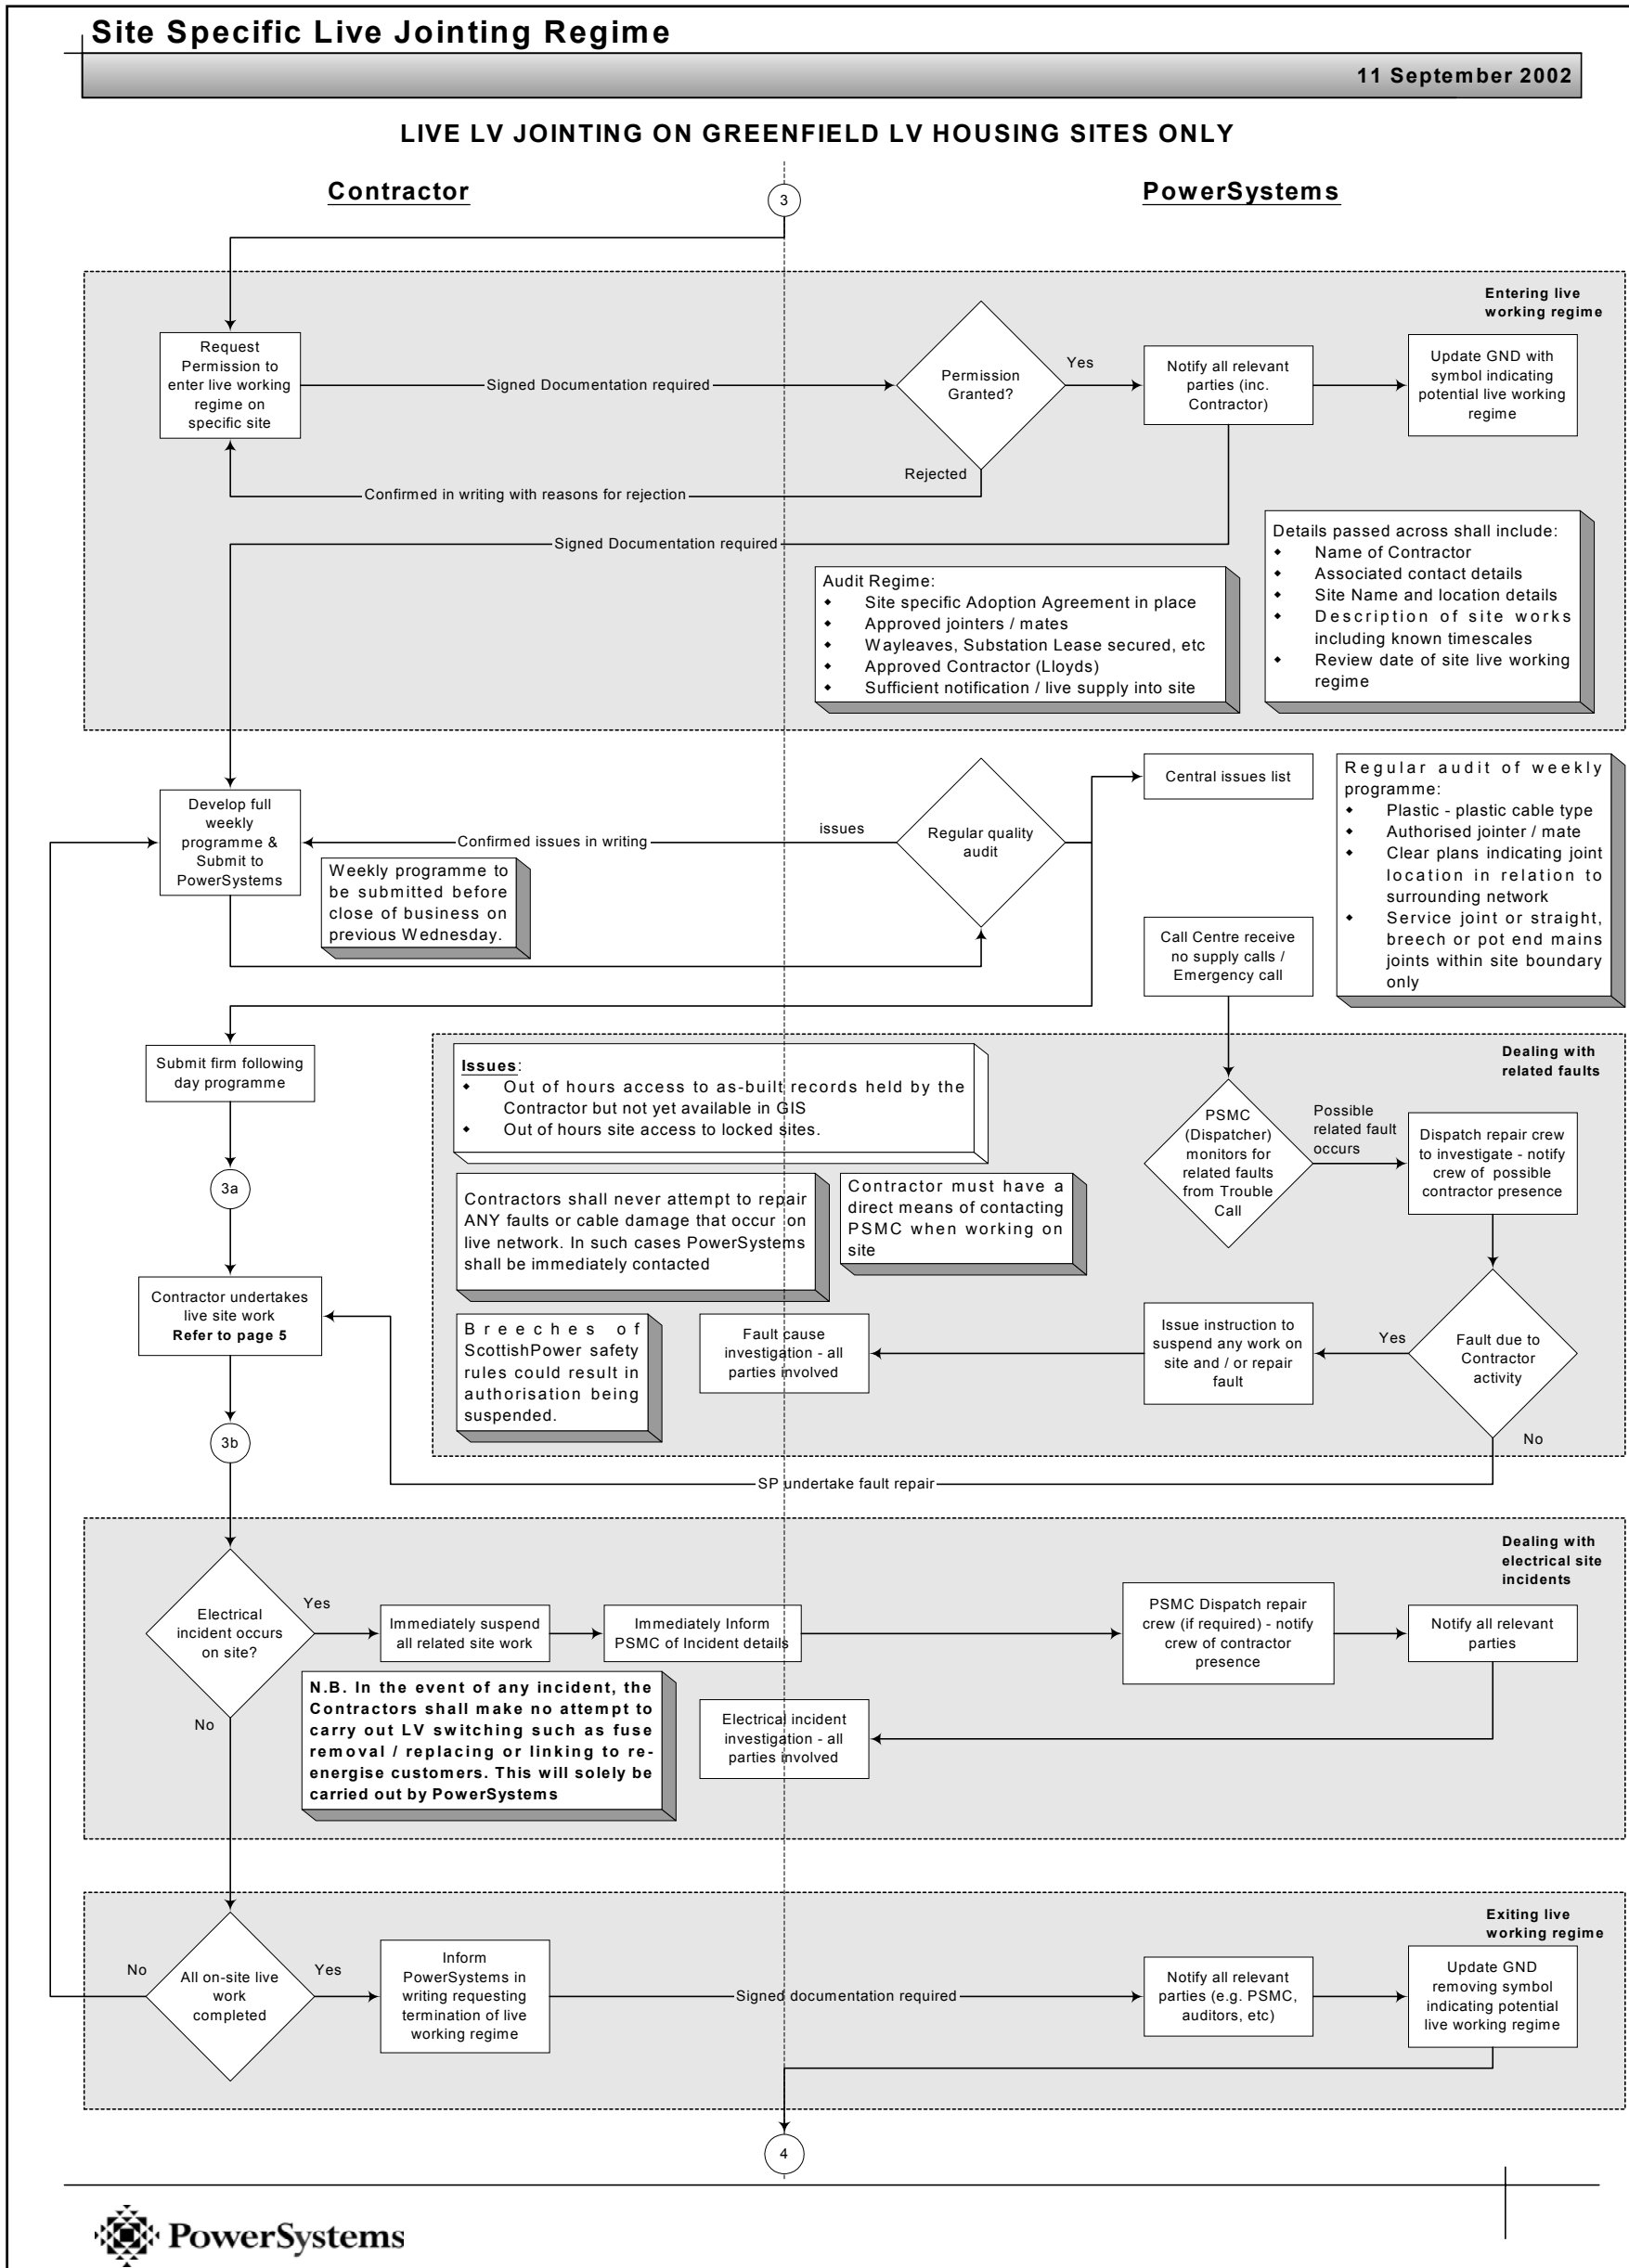 Site Specific Live Jointing Regime
11 September 2002
LIVE LV JOINTING ON GREENFIELD LV HOUSING SITES ONLY
Contractor
3
PowerSystems
Entering live
working regime
Request
Permission to
enter live working
regime on
specific site
Signed Documentation required
Permission
Granted?
Yes
Notify all relevant
parties (inc.
Contractor)
Update GND with
symbol indicating
potential live working
regime
Rejected
Confirmed in writing with reasons for rejection
Signed Documentation required
Audit Regime:
Site specific Adoption Agreement in place
Approved jointers / mates
Wayleaves, Substation Lease secured, etc
Approved Contractor (Lloyds)
Sufficient notification / live supply into site
Details passed across shall include:
Name of Contractor
Associated contact details
Site Name and location details
Description of site works
including known timescales
Review date of site live working
regime
Develop full
weekly
programme &
Submit to
PowerSystems
Confirmed issues in writing
issues
Regular quality
audit
Central issues list
Weekly programme to
be submitted before
close of business on
previous Wednesday.
Regular audit of weekly
programme:
Plastic - plastic cable type
Authorised jointer / mate
Clear plans indicating joint
location in relation to
surrounding network
Service joint or straight,
breech or pot end mains
joints within site boundary
only
Call Centre receive
no supply calls /
Emergency call
Submit firm following
day programme
Dealing with
related faults
Issues:
Out of hours access to as-built records held by the
Contractor but not yet available in GIS
Out of hours site access to locked sites.
PSMC
(Dispatcher)
monitors for
related faults
from Trouble
Call
Possible
related fault
occurs
Dispatch repair crew
to investigate - notify
crew of possible
contractor presence
3a
Contractors shall never attempt to repair
ANY faults or cable damage that occur on
live network. In such cases PowerSystems
shall be immediately contacted
Contractor must have a
direct means of contacting
PSMC when working on
site
Contractor undertakes
live site work
Refer to page 5
Breeches of
ScottishPower safety
rules could result in
authorisation being
suspended.
Fault cause
investigation - all
parties involved
Issue instruction to
suspend any work on
site and / or repair
fault
Yes
Fault due to
Contractor
activity
No
3b
SP undertake fault repair
Dealing with
electrical site
incidents
Electrical
incident occurs
on site?
Yes
Immediately suspend
all related site work
Immediately Inform
PSMC of Incident details
PSMC Dispatch repair
crew (if required) - notify
crew of contractor
presence
Notify all relevant
parties
No
N.B. In the event of any incident, the
Contractors shall make no attempt to
carry out LV switching such as fuse
removal / replacing or linking to re-
energise customers. This will solely be
carried out by PowerSystems
Electrical incident
investigation - all
parties involved
Exiting live
working regime
No
All on-site live
work
completed
Yes
Inform
PowerSystems in
writing requesting
termination of live
working regime
Signed documentation required
Notify all relevant
parties (e.g. PSMC,
auditors, etc)
Update GND
removing symbol
indicating potential
live working regime
4
PowerSystems